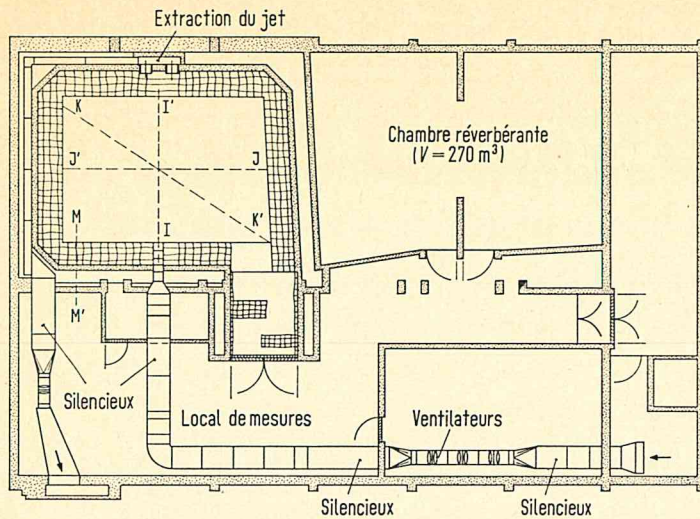 Extraction du jet
K
I'
Chambre réverbérante
(V = 270 m³)
J'
J
M
I
K'
M'
Silencieux
Local de mesures
Ventilateurs
Silencieux
Silencieux